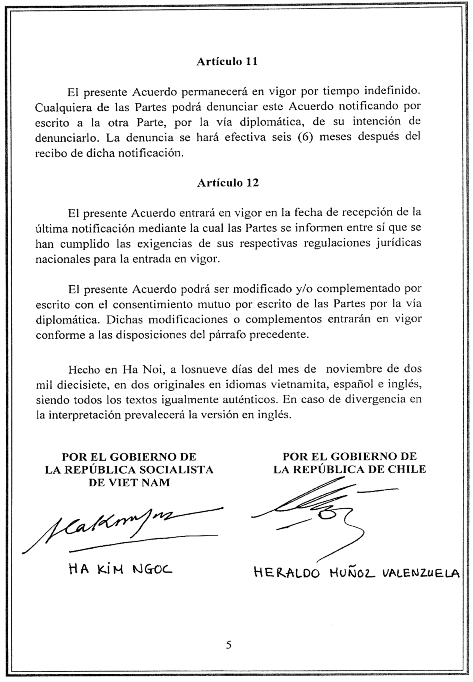 Artículo 11
El presente Acuerdo permanecerá en vigor por tiempo indefinido.
Cualquiera de las Partes podrá denunciar este Acuerdo notificando por
escrito a la otra Parte, por la vía diplomática, de su intención de
denunciarlo. La denuncia se hará efectiva seis (6) meses después del
recibo de dicha notificación.
Artículo 12
El presente Acuerdo entrará en vigor en la fecha de recepción de la
última notificación mediante la cual las Partes se informen entre sí que se
han cumplido las exigencias de sus respectivas regulaciones jurídicas
nacionales para la entrada en vigor.
El presente Acuerdo podrá ser modificado y/o complementado por
escrito con el consentimiento mutuo por escrito de las Partes por la vía
diplomática. Dichas modificaciones o complementos entrarán en vigor
conforme a las disposiciones del párrafo precedente.
Hecho en Ha Noi, a losnueve días del mes de noviembre de dos
mil diecisiete, en dos originales en idiomas vietnamita, español e inglés,
siendo todos los textos igualmente auténticos. En caso de divergencia en
la interpretación prevalecerá la versión en inglés.
POR EL GOBIERNO DE
LA REPÚBLICA SOCIALISTA
DE VIET NAM
HA KIM NGOC
POR EL GOBIERNO DE
LA REPÚBLICA DE CHILE
HERALDO MUÑOZ VALENZUELA
5